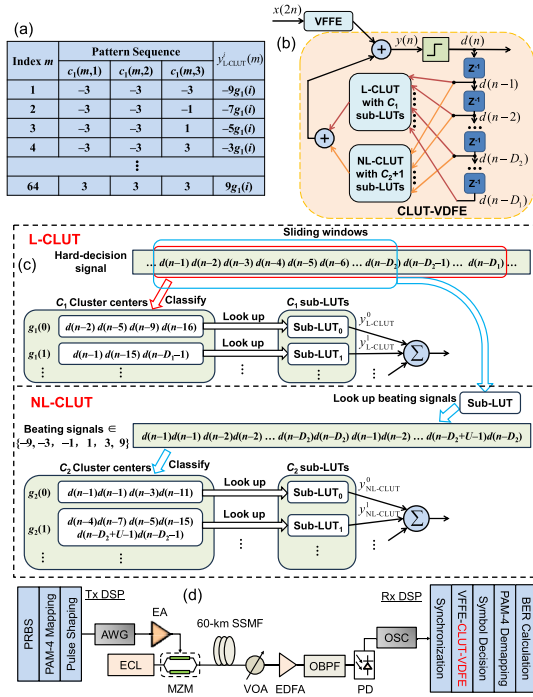 (a)
Index m
Pattern Sequence
y^i_L-CLUT(m)
c₁(m,1) c₁(m,2) c₁(m,3)
1 –3 –3 –3 –9g₁(i)
2 –3 –3 –1 –7g₁(i)
3 –3 –3 1 –5g₁(i)
4 –3 –3 3 –3g₁(i)
⋮
64 3 3 3 9g₁(i)
x(2n)
VFFE
y(n)
d(n)
(b)
Z⁻¹
d(n−1)
Z⁻¹
d(n−2)
Z⁻¹
d(n−D₂)
Z⁻¹
d(n−D₁)
L-CLUT
with C₁
sub-LUTs
NL-CLUT
with C₂+1
sub-LUTs
CLUT-VDFE
L-CLUT
Sliding windows
(c)
Hard-decision
signal
... d(n−1) d(n−2) d(n−3) d(n−4) d(n−5) d(n−6) ... d(n−D₂) d(n−D₂-1) ... d(n−D₁) ...
C₁ Cluster centers
Classify
C₁ sub-LUTs
g₁(0)
d(n−2) d(n−5) d(n−9) d(n−16)
Look up
Sub-LUT₀
y⁰_L-CLUT
g₁(1)
d(n−1) d(n−15) d(n−D₁-1)
Look up
Sub-LUT₁
y¹_L-CLUT
Σ
NL-CLUT
Look up beating signals
Sub-LUT
Beating signals ∈
{−9, −3, −1, 1, 3, 9}
d(n−1)d(n−1) d(n−2)d(n−2) ... d(n−D₂)d(n−D₂) d(n−1)d(n−2) ... d(n−D₂+U−1)d(n−D₂)
C₂ Cluster centers
Classify
C₂ sub-LUTs
g₂(0)
d(n−1)d(n−1) d(n−3)d(n−11)
Look up
Sub-LUT₀
y⁰_NL-CLUT
g₂(1)
d(n−4)d(n−7) d(n−5)d(n−15)
d(n−D₂+U−1)d(n−D₂−1)
Look up
Sub-LUT₁
y¹_NL-CLUT
Σ
(d)
Tx DSP
PRBS
PAM-4 Mapping
Pulse Shaping
AWG
EA
ECL
MZM
60-km SSMF
VOA
EDFA
OBPF
PD
OSC
Rx DSP
Synchronization
VFFE-CLUT-VDFE
Symbol Decision
PAM-4 Demapping
BER Calculation